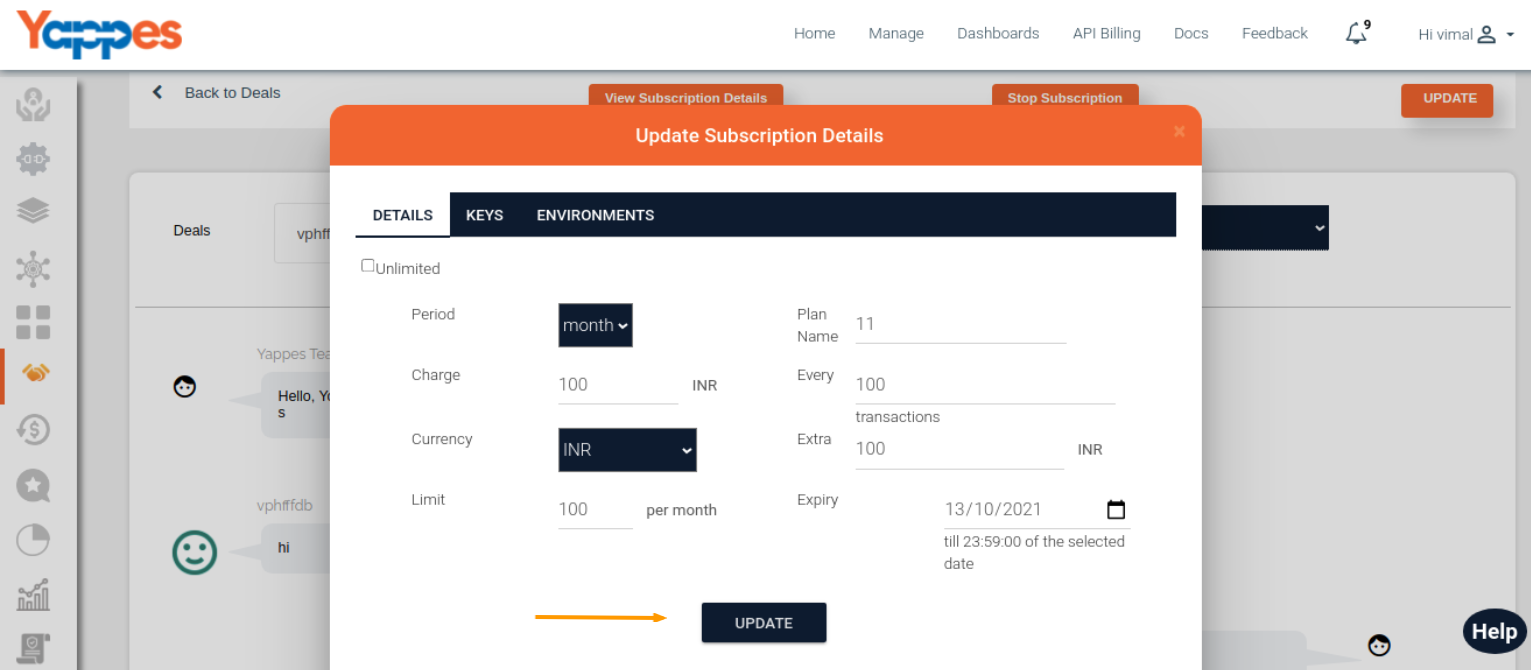 Yappes
Home Manage Dashboards API Billing Docs Feedback 9 Hi vimal
Back to Deals View Subscription Details Stop Subscription UPDATE
Update Subscription Details ×
DETAILS KEYS ENVIRONMENTS
Deals vphff
Unlimited
Period month Plan
Name 11
Yappes Tea
Charge 100 INR Every 100
transactions
Hello, Yo
s
Currency INR Extra 100 INR
Limit 100 per month Expiry 13/10/2021
till 23:59:00 of the selected
date
vphfffdb
hi
UPDATE
Help